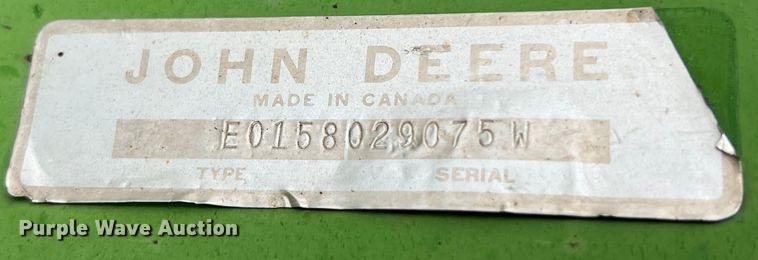 JOHN DEERE
MADE IN CANADA
E0158029075W
TYPE SERIAL
Purple Wave Auction